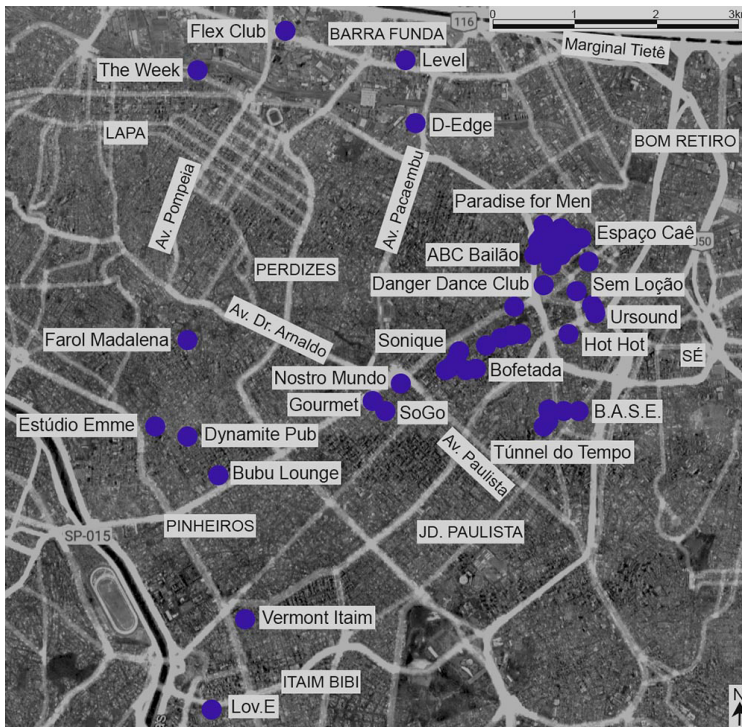 0 1 2 3km
116
Flex Club
BARRA FUNDA
Marginal Tietê
The Week
Level
LAPA
D-Edge
BOM RETIRO
Av. Pompeia
Av. Pacaembu
Paradise for Men
Espaço Caê
050
ABC Bailão
PERDIZES
Danger Dance Club
Sem Loção
Av. Dr. Arnaldo
Ursound
Farol Madalena
Sonique
Hot Hot
SÉ
Nostro Mundo
Bofetada
Gourmet
SoGo
B.A.S.E.
Estúdio Emme
Dynamite Pub
Túnnel do Tempo
Av. Paulista
Bubu Lounge
PINHEIROS
JD. PAULISTA
SP-015
Vermont Itaim
ITAIM BIBI
Lov.E
N